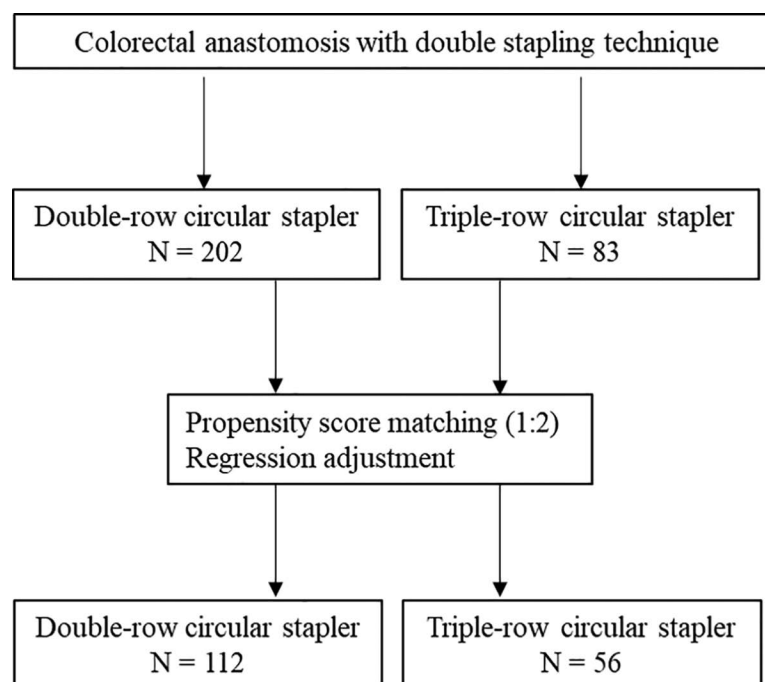 Colorectal anastomosis with double stapling technique
Double-row circular stapler
N = 202
Triple-row circular stapler
N = 83
Propensity score matching (1:2)
Regression adjustment
Double-row circular stapler
N = 112
Triple-row circular stapler
N = 56